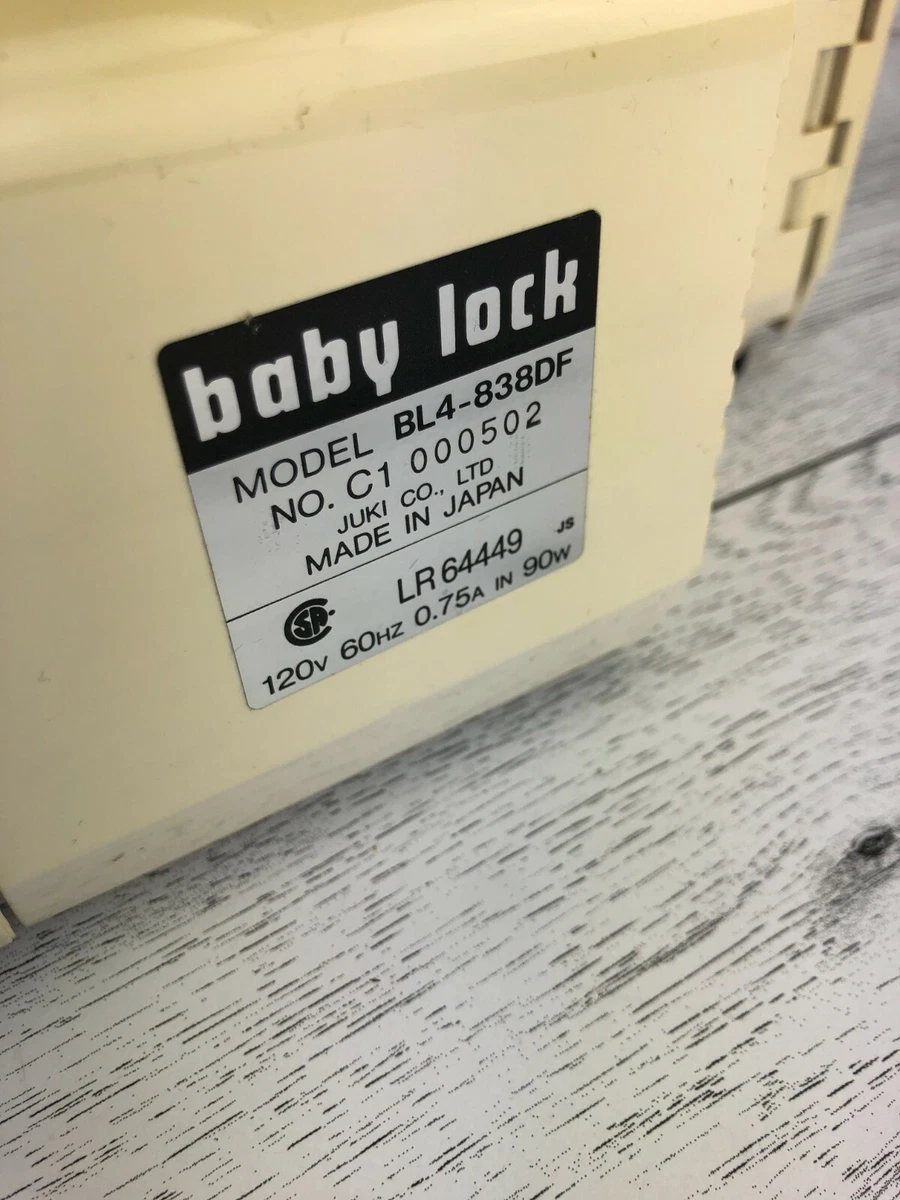 baby lock
MODEL BL4-838DF
NO. C1 000502
JUKI CO., LTD
MADE IN JAPAN
JS
LR 64449
CSA
120V 60HZ 0.75A IN 90W